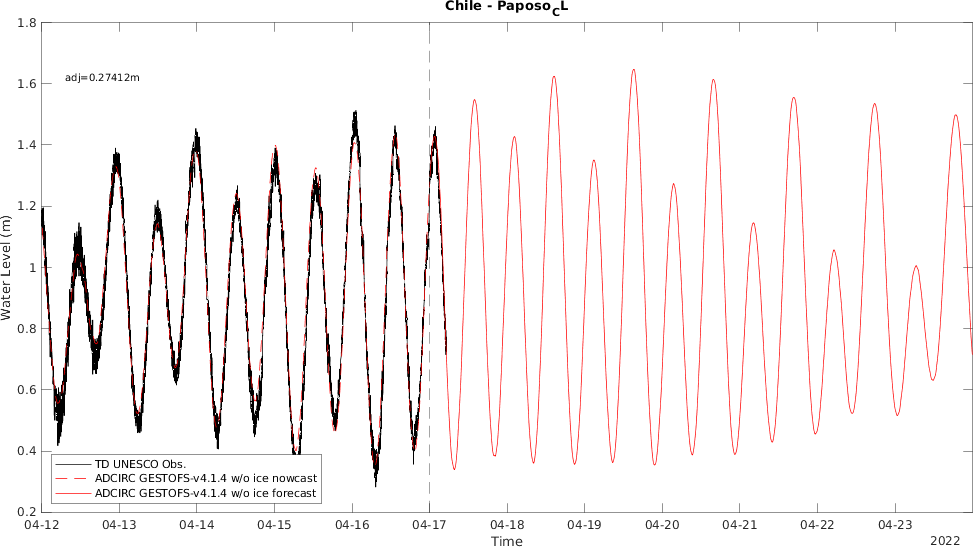 Chile - PaposoCL
1.8
1.6
1.4
1.2
1
0.8
0.6
0.4
0.2
Water Level (m)
adj=0.27412m
TD UNESCO Obs.
ADCIRC GESTOFS-v4.1.4 w/o ice nowcast
ADCIRC GESTOFS-v4.1.4 w/o ice forecast
04-12 04-13 04-14 04-15 04-16 04-17 04-18 04-19 04-20 04-21 04-22 04-23
Time
2022